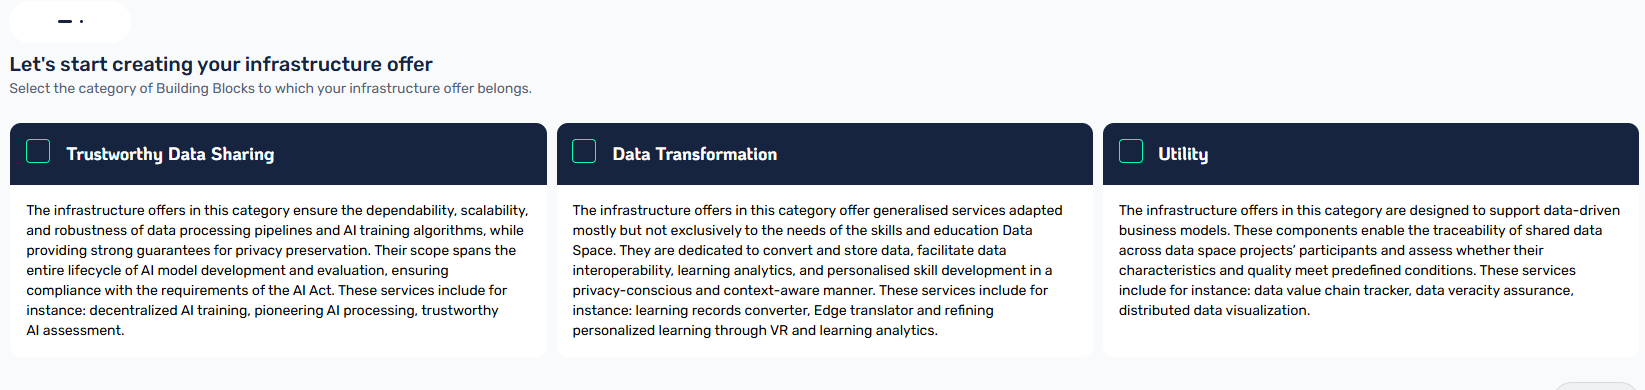 Let's start creating your infrastructure offer
Select the category of Building Blocks to which your infrastructure offer belongs.
Trustworthy Data Sharing
The infrastructure offers in this category ensure the dependability, scalability,
and robustness of data processing pipelines and AI training algorithms, while
providing strong guarantees for privacy preservation. Their scope spans the
entire lifecycle of AI model development and evaluation, ensuring
compliance with the requirements of the AI Act. These services include for
instance: decentralized AI training, pioneering AI processing, trustworthy
AI assessment.
Data Transformation
The infrastructure offers in this category offer generalised services adapted
mostly but not exclusively to the needs of the skills and education Data
Space. They are dedicated to convert and store data, facilitate data
interoperability, learning analytics, and personalised skill development in a
privacy-conscious and context-aware manner. These services include for
instance: learning records converter, Edge translator and refining
personalized learning through VR and learning analytics.
Utility
The infrastructure offers in this category are designed to support data-driven
business models. These components enable the traceability of shared data
across data space projects’ participants and assess whether their
characteristics and quality meet predefined conditions. These services
include for instance: data value chain tracker, data veracity assurance,
distributed data visualization.